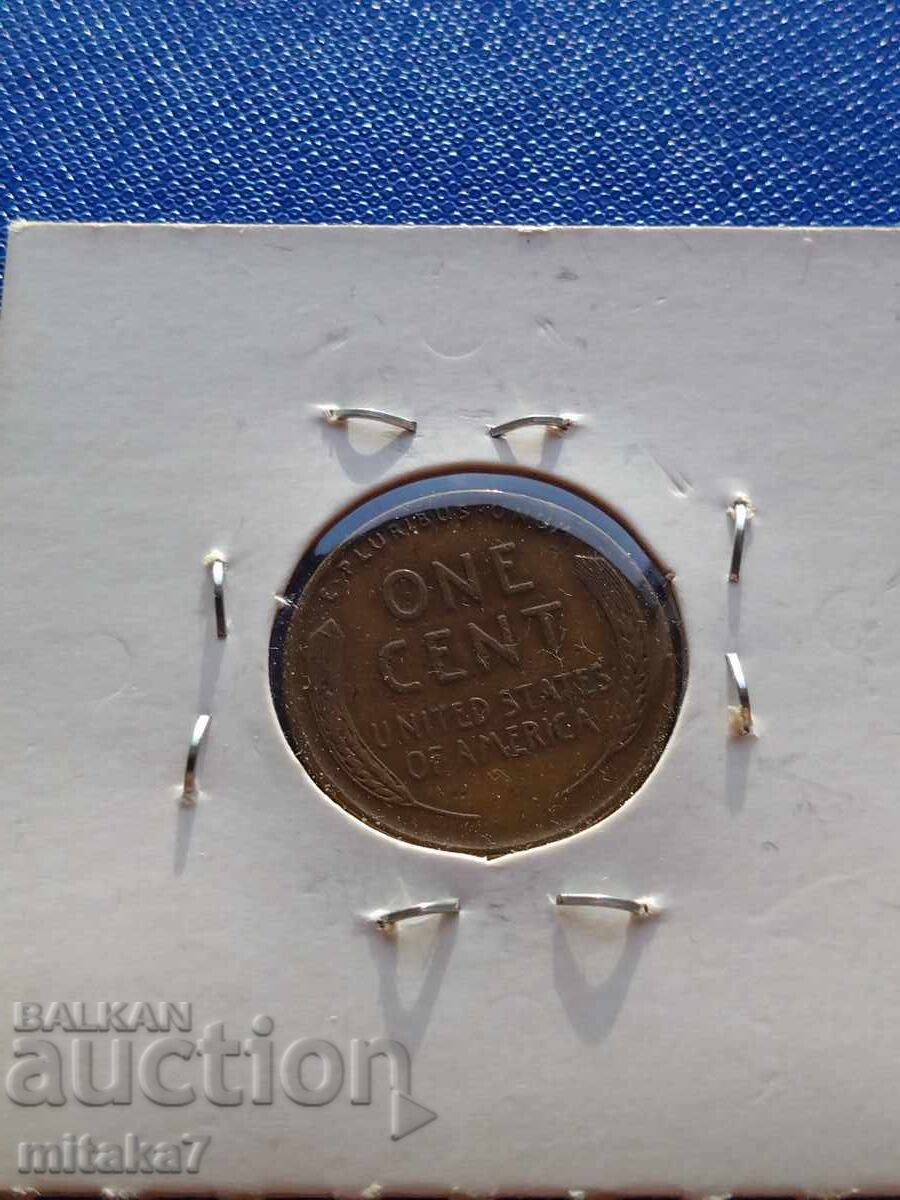 E·PLURIBUS·UNUM
ONE
CENT
UNITED STATES
OF AMERICA
BALKAN
auction
mitaka7